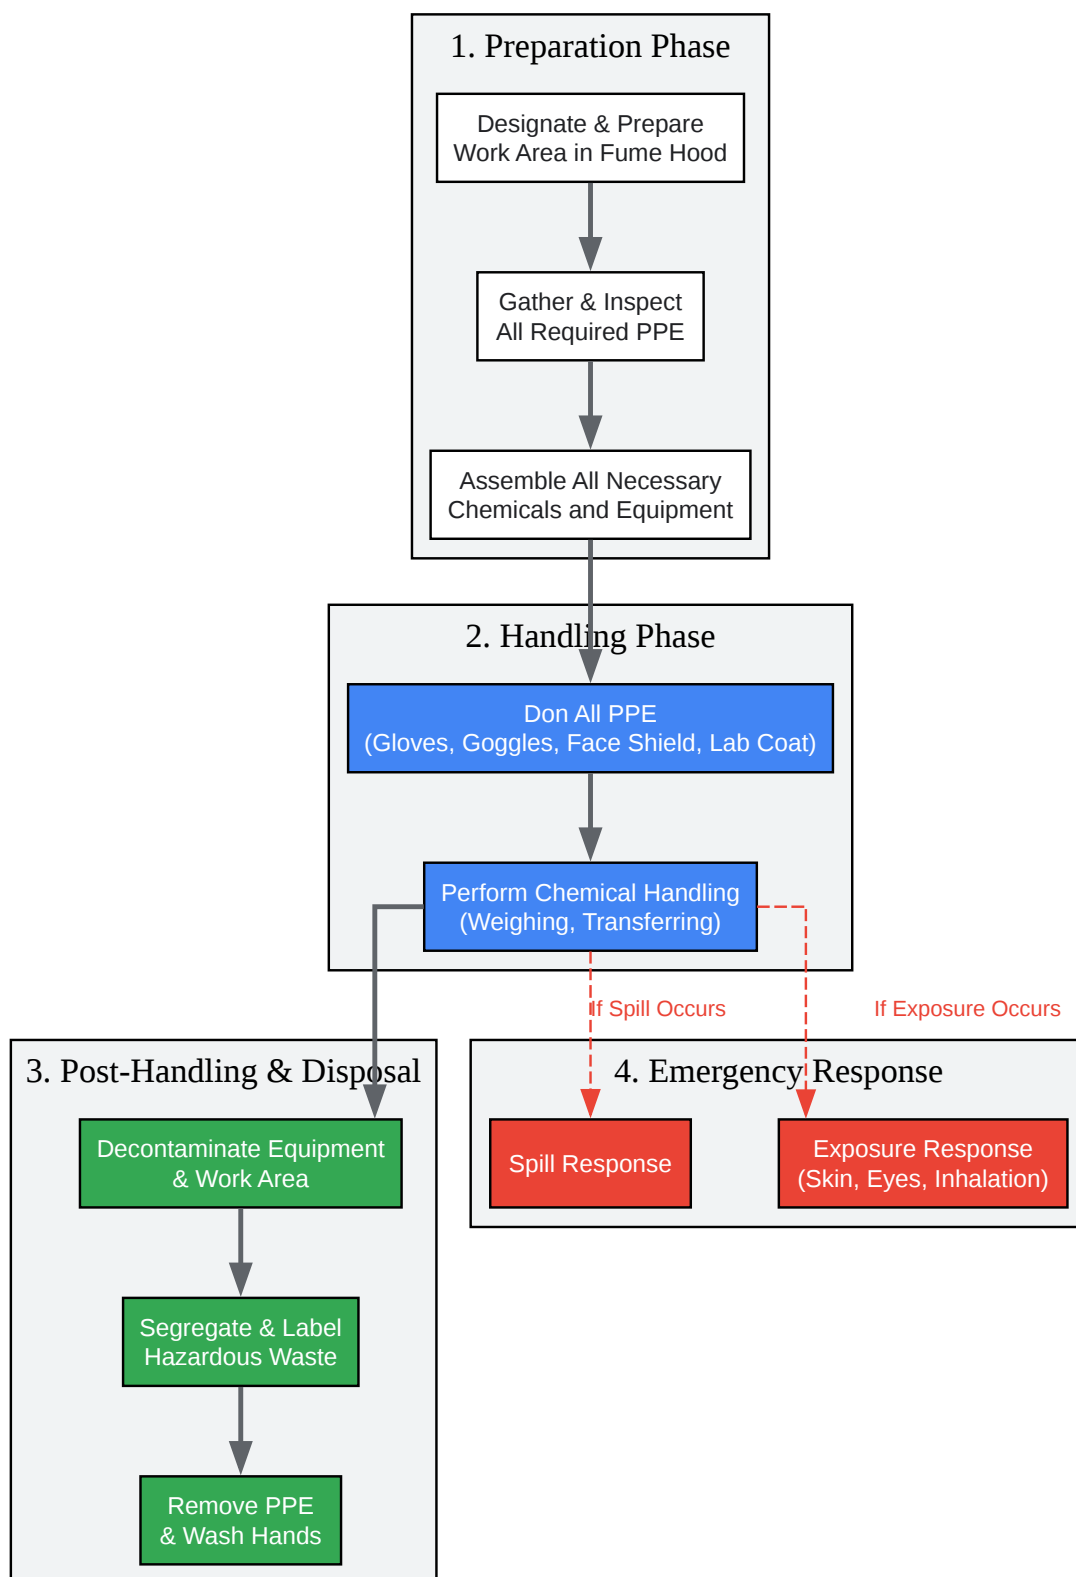 1. Preparation Phase
Designate & Prepare
Work Area in Fume Hood
Gather & Inspect
All Required PPE
Assemble All Necessary
Chemicals and Equipment
2. Handling Phase
Don All PPE
(Gloves, Goggles, Face Shield, Lab Coat)
Perform Chemical Handling
(Weighing, Transferring)
If Spill Occurs
If Exposure Occurs
3. Post-Handling & Disposal
Decontaminate Equipment
& Work Area
Segregate & Label
Hazardous Waste
Remove PPE
& Wash Hands
4. Emergency Response
Spill Response
Exposure Response
(Skin, Eyes, Inhalation)